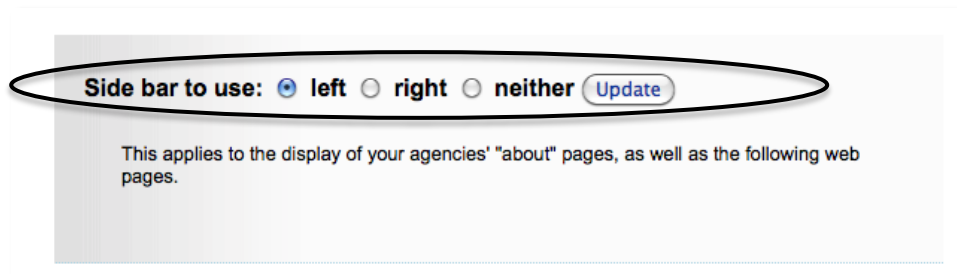 Side bar to use: left right neither Update
This applies to the display of your agencies' "about" pages, as well as the following web
pages.